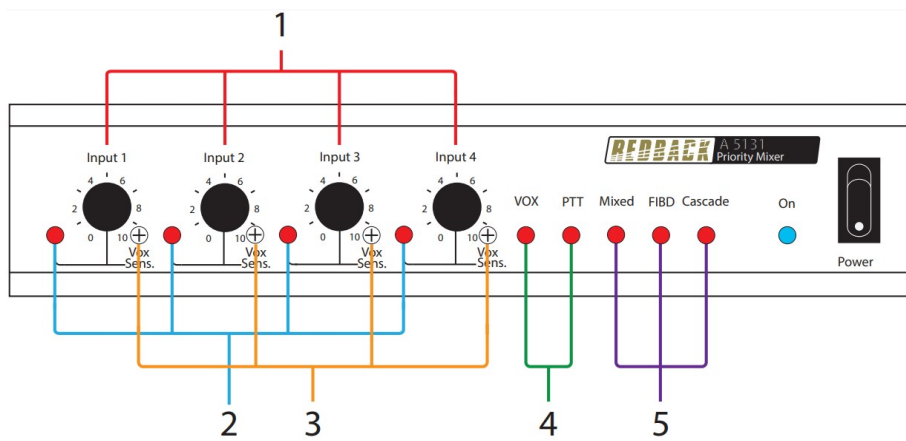 1
REDBACK A 5131
Priority Mixer
Input 1 Input 2 Input 3 Input 4
0 2 4 6 8 10
0 2 4 6 8 10
0 2 4 6 8 10
0 2 4 6 8 10
Vox Sens.
Vox Sens.
Vox Sens.
Vox Sens.
VOX PTT Mixed FIBD Cascade On
Power
2 3 4 5